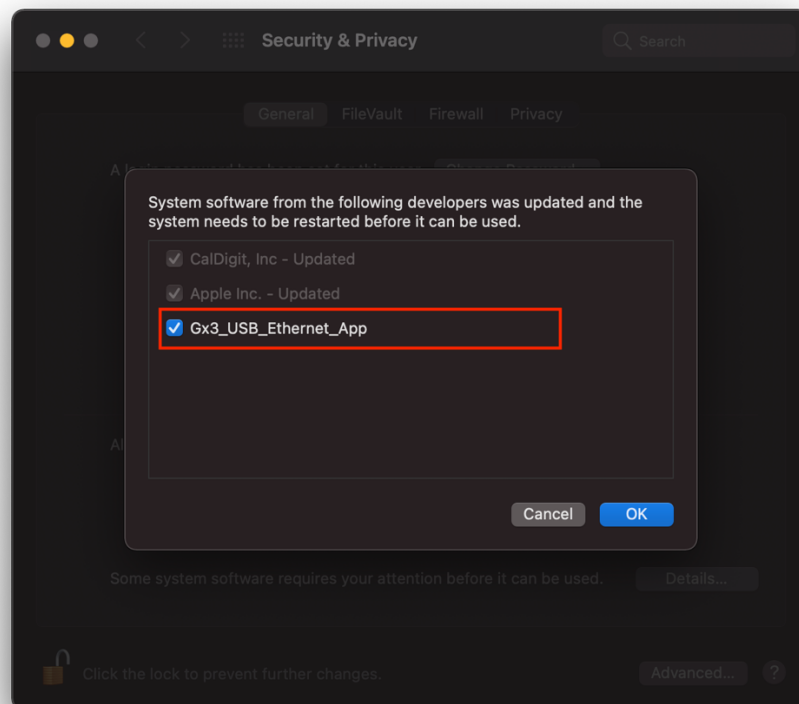 Security & Privacy
Search
General FileVault Firewall Privacy
System software from the following developers was updated and the
system needs to be restarted before it can be used.
CalDigit, Inc - Updated
Apple Inc. - Updated
Gx3_USB_Ethernet_App
Cancel OK
Some system software requires your attention before it can be used. Details...
Click the lock to prevent further changes. Advanced... ?